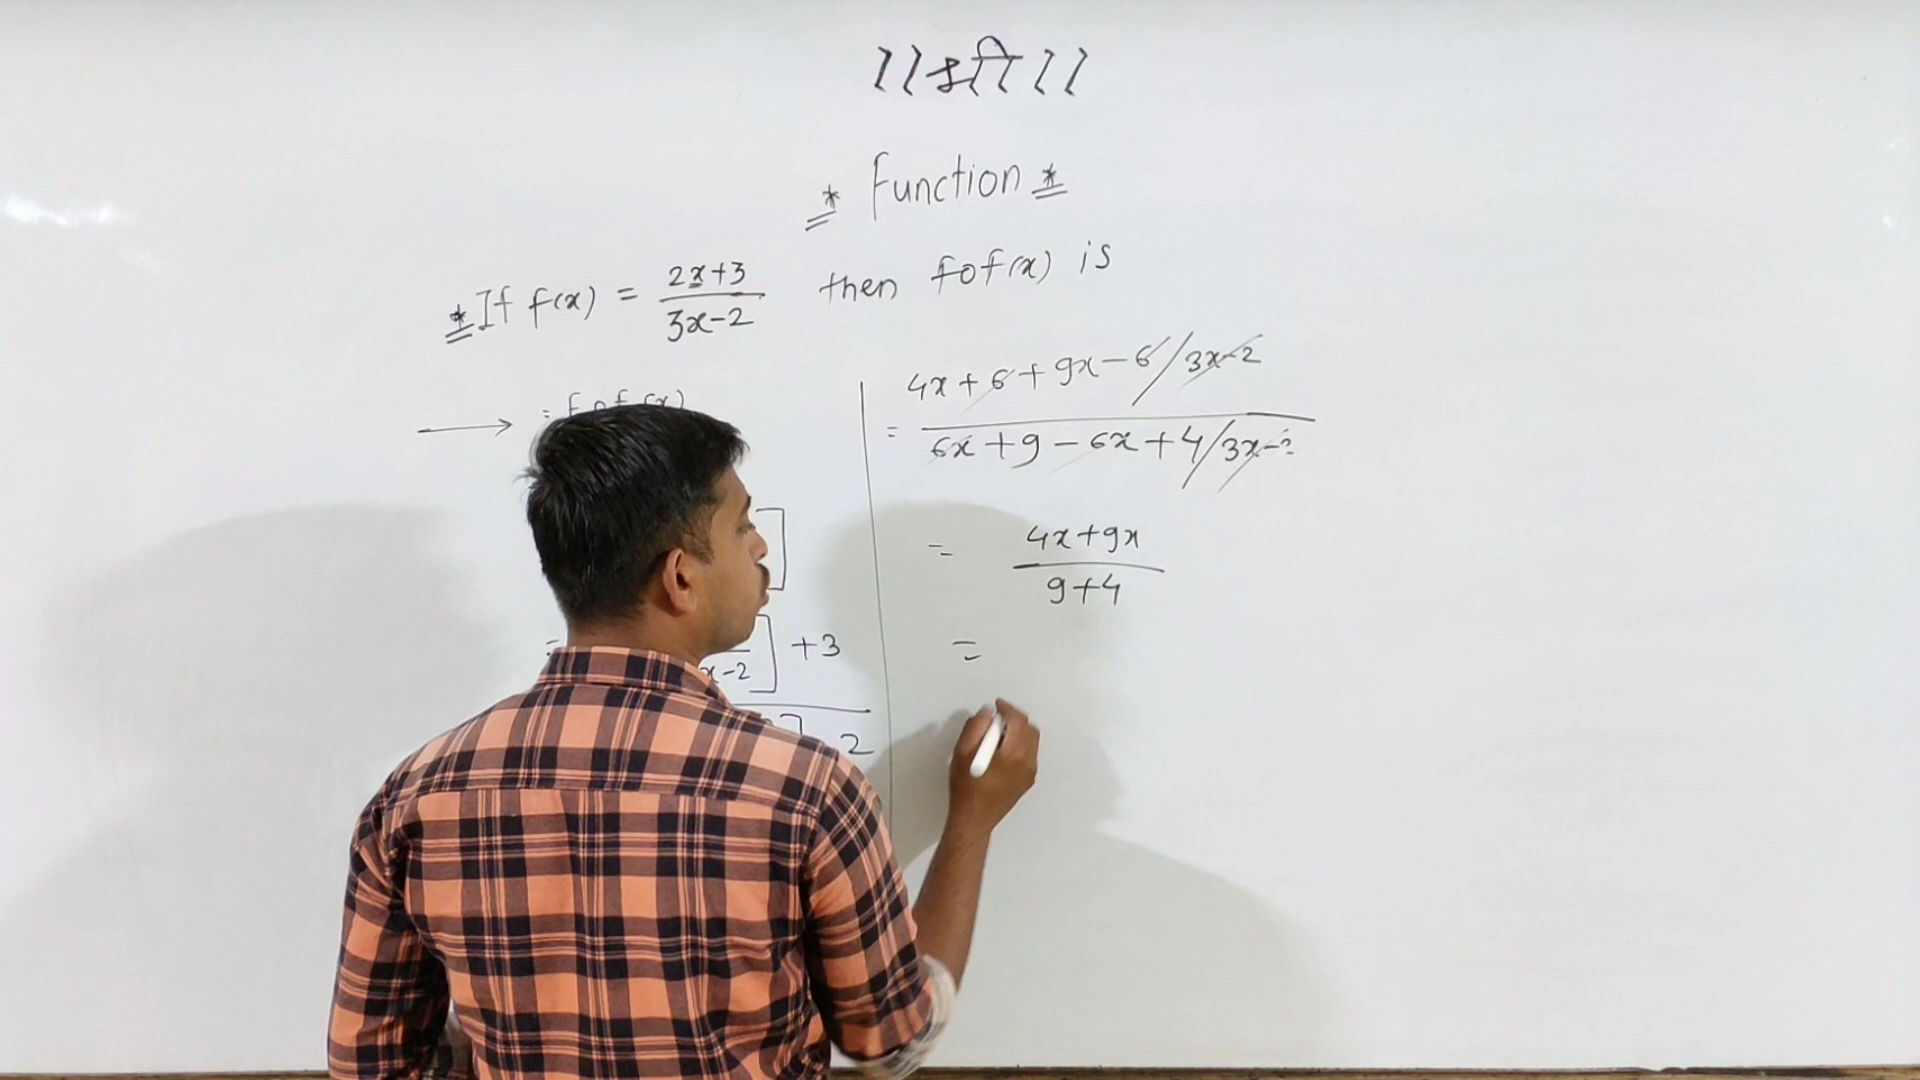 ।।श्री।।
* Function *
* If f(x) = 2x+3 / 3x-2 then fof(x) is
= fof(x)
]
= x-2 ] + 3
] 2
= 4x + 6 + 9x - 6 / 3x-2
6x + 9 - 6x + 4 / 3x-2
= 4x+9x
9+4
=